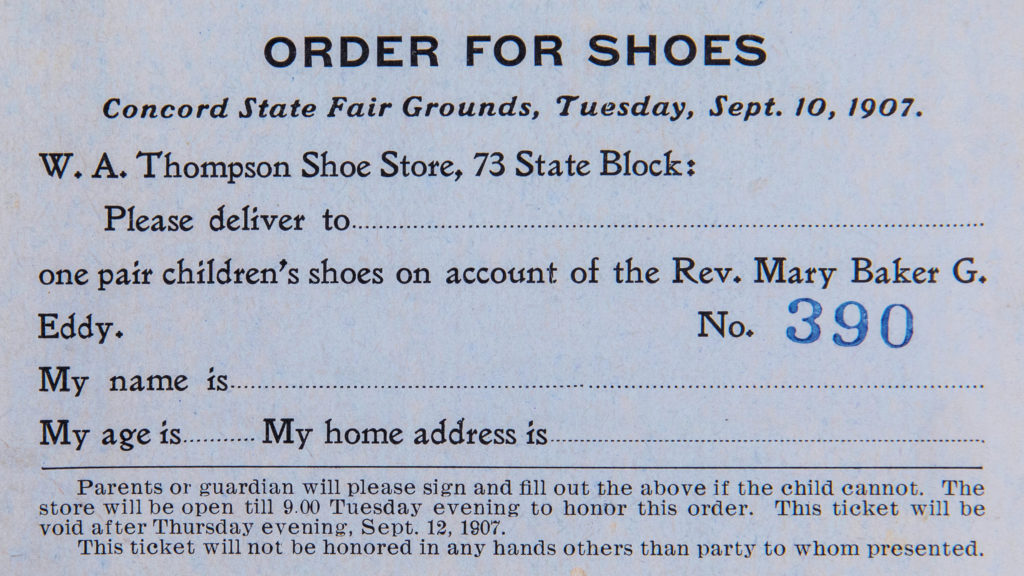 ORDER FOR SHOES
Concord State Fair Grounds, Tuesday, Sept. 10, 1907.
W. A. Thompson Shoe Store, 73 State Block:
Please deliver to
one pair children's shoes on account of the Rev. Mary Baker G.
Eddy. No. 390
My name is
My age is My home address is
Parents or guardian will please sign and fill out the above if the child cannot. The
store will be open till 9.00 Tuesday evening to honor this order. This ticket will be
void after Thursday evening, Sept. 12, 1907.
This ticket will not be honored in any hands others than party to whom presented.